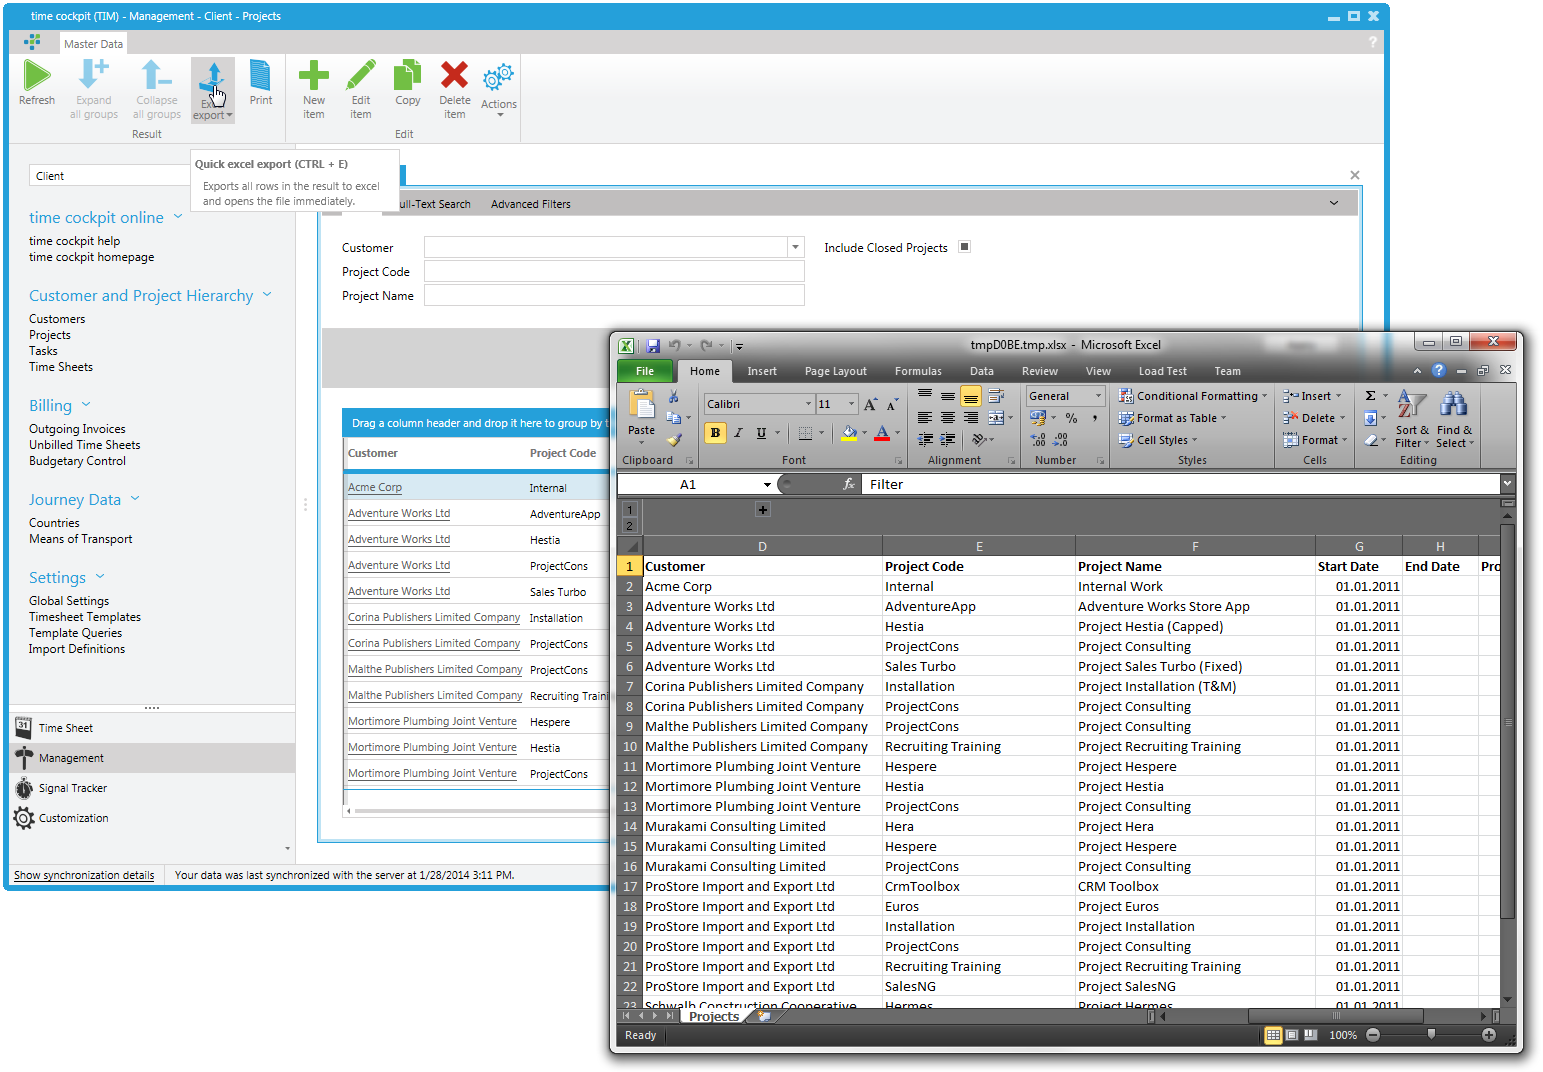 time cockpit (TIM) - Management - Client - Projects
Master Data
?
Refresh
Expand all groups
Collapse all groups
export
Print
New item
Edit item
Copy
Delete item
Actions
Result
Edit
Quick excel export (CTRL + E)
Exports all rows in the result to excel
and opens the file immediately.
Client
time cockpit online
time cockpit help
time cockpit homepage
Customer and Project Hierarchy
Customers
Projects
Tasks
Time Sheets
Billing
Outgoing Invoices
Unbilled Time Sheets
Budgetary Control
Journey Data
Countries
Means of Transport
Settings
Global Settings
Timesheet Templates
Template Queries
Import Definitions
31 Time Sheet
Management
Signal Tracker
Customization
Show synchronization details
Your data was last synchronized with the server at 1/28/2014 3:11 PM.
ull-Text Search
Advanced Filters
Customer
Include Closed Projects
Project Code
Project Name
Drag a column header and drop it here to group by t
Customer Project Code
Acme Corp Internal
Adventure Works Ltd AdventureApp
Adventure Works Ltd Hestia
Adventure Works Ltd ProjectCons
Adventure Works Ltd Sales Turbo
Corina Publishers Limited Company Installation
Corina Publishers Limited Company ProjectCons
Malthe Publishers Limited Company ProjectCons
Malthe Publishers Limited Company Recruiting Traini
Mortimore Plumbing Joint Venture Hespere
Mortimore Plumbing Joint Venture Hestia
Mortimore Plumbing Joint Venture ProjectCons
tmpD0BE.tmp.xlsx - Microsoft Excel
File Home Insert Page Layout Formulas Data Review View Load Test Team
Paste
Calibri 11
B I U
General
% ,
Conditional Formatting
Format as Table
Cell Styles
Insert
Delete
Format
Σ
Sort & Filter
Find & Select
Clipboard Font Alignment Number Styles Cells Editing
A1 fx Filter
1
2
D E F G H
1 Customer Project Code Project Name Start Date End Date Pro
2 Acme Corp Internal Internal Work 01.01.2011
3 Adventure Works Ltd AdventureApp Adventure Works Store App 01.01.2011
4 Adventure Works Ltd Hestia Project Hestia (Capped) 01.01.2011
5 Adventure Works Ltd ProjectCons Project Consulting 01.01.2011
6 Adventure Works Ltd Sales Turbo Project Sales Turbo (Fixed) 01.01.2011
7 Corina Publishers Limited Company Installation Project Installation (T&M) 01.01.2011
8 Corina Publishers Limited Company ProjectCons Project Consulting 01.01.2011
9 Malthe Publishers Limited Company ProjectCons Project Consulting 01.01.2011
10 Malthe Publishers Limited Company Recruiting Training Project Recruiting Training 01.01.2011
11 Mortimore Plumbing Joint Venture Hespere Project Hespere 01.01.2011
12 Mortimore Plumbing Joint Venture Hestia Project Hestia 01.01.2011
13 Mortimore Plumbing Joint Venture ProjectCons Project Consulting 01.01.2011
14 Murakami Consulting Limited Hera Project Hera 01.01.2011
15 Murakami Consulting Limited Hespere Project Hespere 01.01.2011
16 Murakami Consulting Limited ProjectCons Project Consulting 01.01.2011
17 ProStore Import and Export Ltd CrmToolbox CRM Toolbox 01.01.2011
18 ProStore Import and Export Ltd Euros Project Euros 01.01.2011
19 ProStore Import and Export Ltd Installation Project Installation 01.01.2011
20 ProStore Import and Export Ltd ProjectCons Project Consulting 01.01.2011
21 ProStore Import and Export Ltd Recruiting Training Project Recruiting Training 01.01.2011
22 ProStore Import and Export Ltd SalesNG Project SalesNG 01.01.2011
23 Schwalb Construction Cooperative Hermes Project Hermes 01.01.2011
Projects
Ready
100%